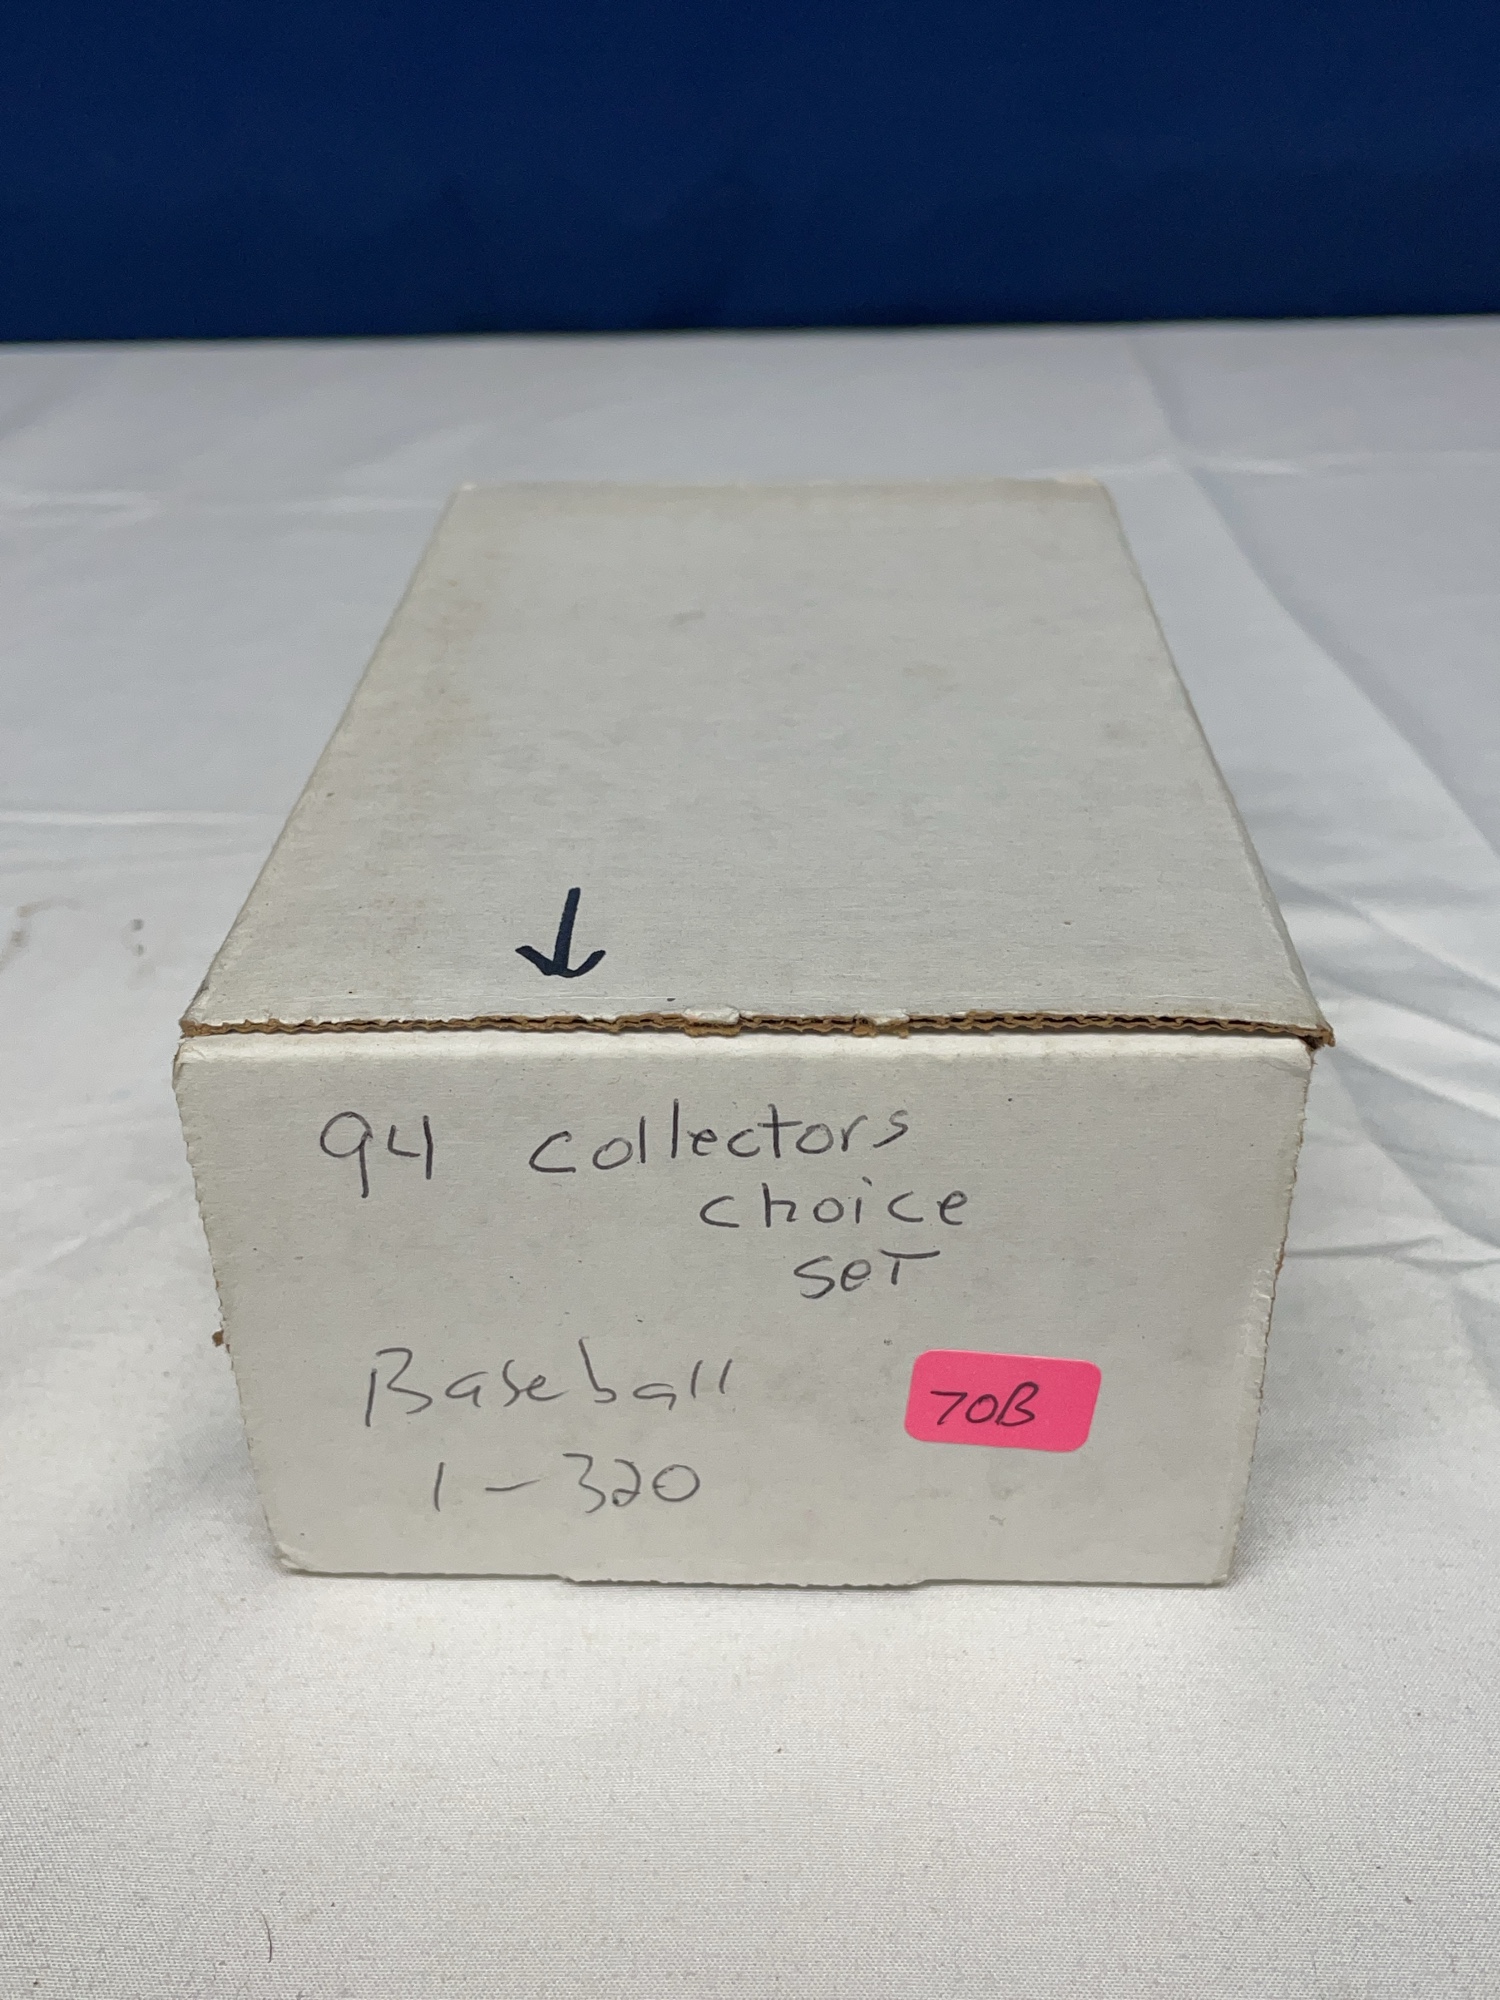 94 collectors
choice
set
Baseball
1-320
70B